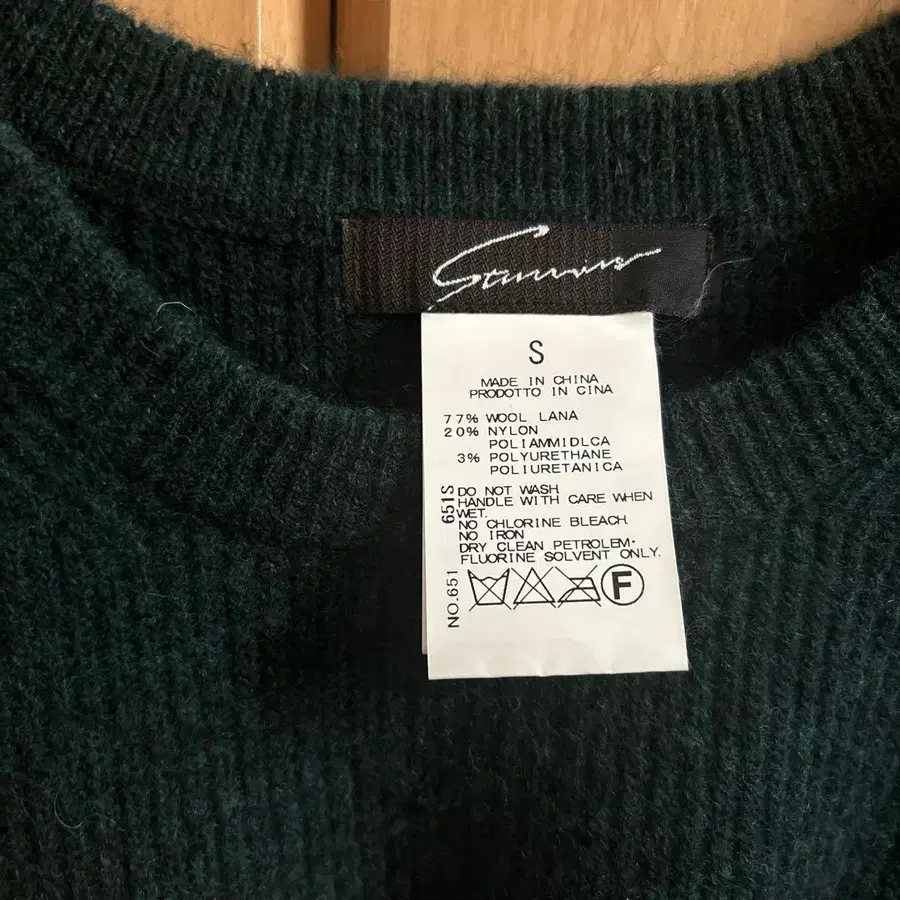 S
MADE IN CHINA
PRODOTTO IN CINA
77% WOOL LANA
20% NYLON
POLIAMMIDLCA
3% POLYURETHANE
POLIURETANICA
DO NOT WASH
HANDLE WITH CARE WHEN
WET.
NO CHLORINE BLEACH
NO IRON
DRY CLEAN PETROLEM·
FLUORINE SOLVENT ONLY.
F
NO.651 651S